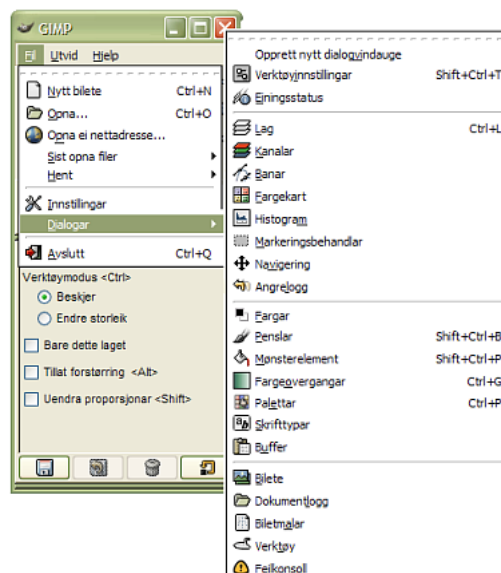 GIMP
Fil Utvid Hjelp
Nytt bilete Ctrl+N
Opna... Ctrl+O
Opna ei nettadresse...
Sist opna filer
Hent
Innstillingar
Dialogar
Avslutt Ctrl+Q
Verktøymodus <Ctrl>
Beskjer
Endre storleik
Bare dette laget
Tillat forstørring <Alt>
Uendra proporsjonar <Shift>
Opprett nytt dialogvindauge
Verktøyinnstillingar Shift+Ctrl+T
Einingsstatus
Lag Ctrl+L
Kanalar
Banar
Fargekart
Histogram
Markeringsbehandlar
Navigering
Angrelogg
Fargar
Penslar Shift+Ctrl+B
Mønsterelement Shift+Ctrl+P
Fargeovergangar Ctrl+G
Palettar Ctrl+P
Skrifttypar
Buffer
Bilete
Dokumentlogg
Biletmalar
Verktøy
Feilkonsoll